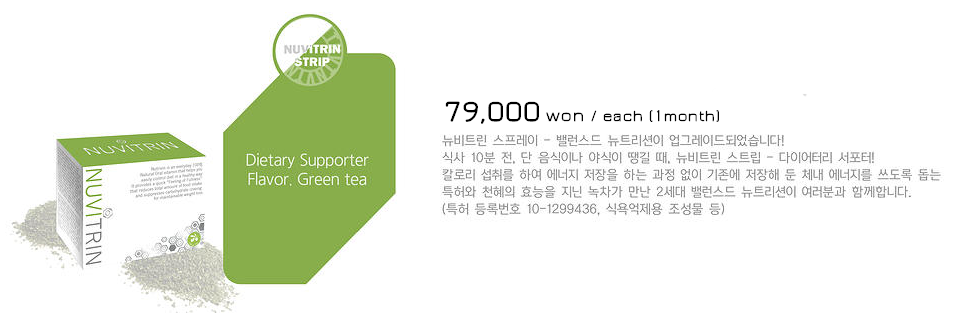 NUVITRIN
STRIP
NUVITRIN
NUVITRIN
Dietary Supporter
Flavor. Green tea
79,000 won / each (1month)
뉴비트린 스프레이 - 밸런스드 뉴트리션이 업그레이드되었습니다!
식사 10분 전, 단 음식이나 야식이 땡길 때, 뉴비트린 스트립 - 다이어터리 서포터!
칼로리 섭취를 하여 에너지 저장을 하는 과정 없이 기존에 저장해 둔 체내 에너지를 쓰도록 돕는
특허와 천혜의 효능을 지닌 녹차가 만난 2세대 밸런스드 뉴트리션이 여러분과 함께합니다.
(특허 등록번호 10-1299436, 식욕억제용 조성물 등)